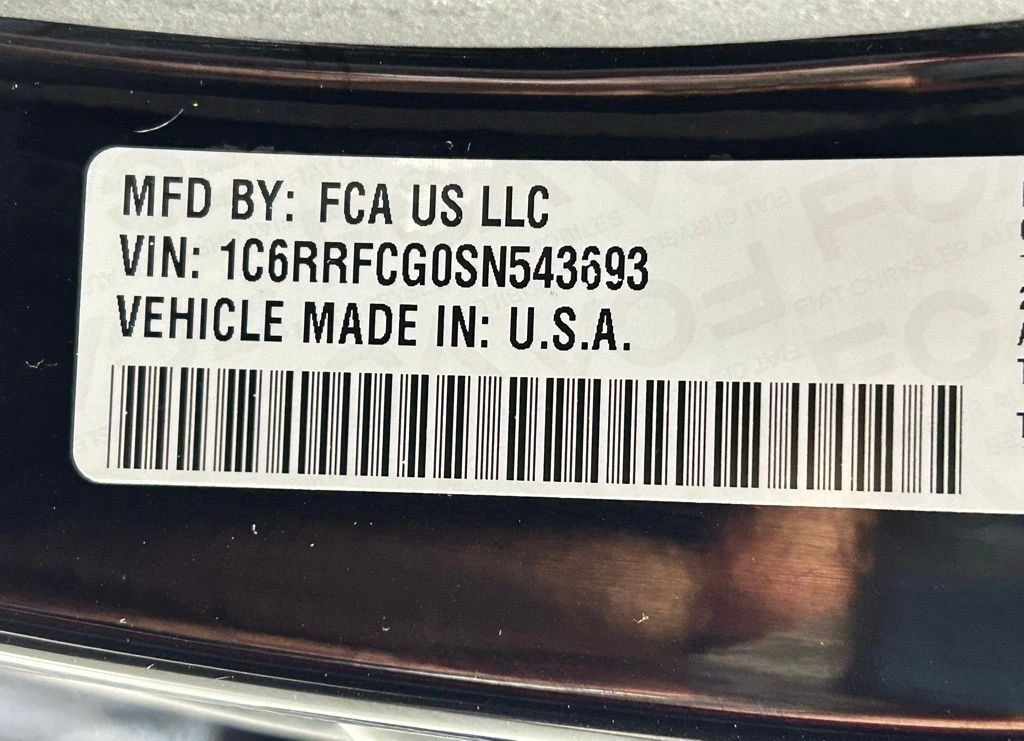 MFD BY: FCA US LLC
VIN: 1C6RRFCG0SN543693
VEHICLE MADE IN: U.S.A.